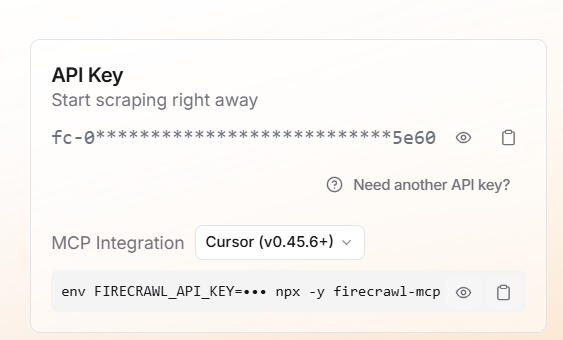 API Key
Start scraping right away
fc-0****************************5e60
Need another API key?
MCP Integration Cursor (v0.45.6+)
env FIRECRAWL_API_KEY=••• npx -y firecrawl-mcp